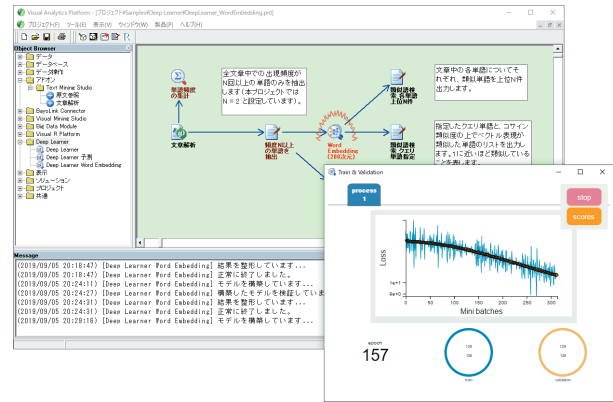 Visual Analytics Platform - [プロジェクト¥Samples¥Deep Learner¥DeepLearner_WordEmbedding.prd]
プロジェクト(P) ツール(E) 表示(V) ウィンドウ(W) 製品(P) ヘルプ(H)
Object Browser
データ
データベース
データ制作
アドオン
Text Mining Studio
原文参照
文章解析
BayoLink Connector
Visual Mining Studio
Big Data Module
Visual R Platform
Deep Learner
Deep Learner
Deep Learner 予測
Deep Learner Word Embedding
表示
ソリューション
プロジェクト
共通
単語頻度
の集計
全文章中での出現頻度が
N回以上の単語のみを抽出
します(本プロジェクトでは
N = 2 と設定しています)。
文章解析
頻度N以上
の単語を
抽出
Word
Embedding
(200次元)
類似語検
索_各単語
上位N件
文章中の各単語についてそ
れぞれ、類似単語を上位N件
出力します。
類似語検
索_クエリ
単語指定
指定したクエリ単語と、コサイン
類似度の上でベクトル表現が
類似した単語のリストを出力し
ます。1に近いほど類似している
ことを表します。
Message
(2019/09/05 20:18:47) [Deep Learner Word Embedding] 結果を整形しています...
(2019/09/05 20:18:47) [Deep Learner Word Embedding] 正常に終了しました。
(2019/09/05 20:24:11) [Deep Learner Word Embedding] モデルを構築しています...
(2019/09/05 20:24:27) [Deep Learner Word Embedding] 構築したモデルを検証していま
(2019/09/05 20:24:31) [Deep Learner Word Embedding] 結果を整形しています...
(2019/09/05 20:24:31) [Deep Learner Word Embedding] 正常に終了しました。
(2019/09/05 20:29:16) [Deep Learner Word Embedding] モデルを構築しています...
Train & Validation
process
1
stop
scores
Loss
0 50 100 150 200 250 300
Mini batches
epoch
157
train
validation